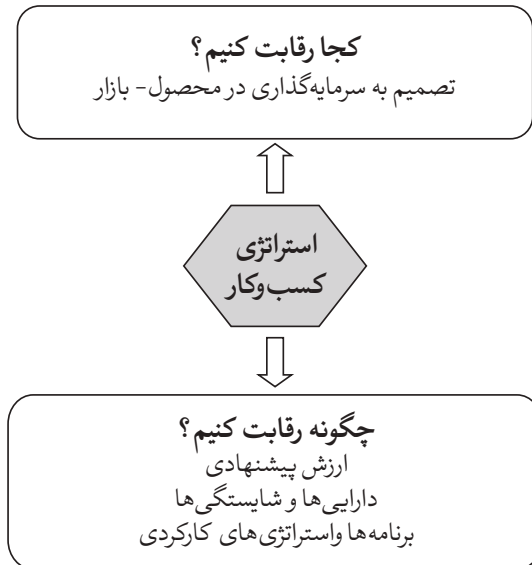 کجا رقابت کنیم؟
تصمیم به سرمایه‌گذاری در محصول- بازار
استراتژی
کسب‌وکار
چگونه رقابت کنیم؟
ارزش پیشنهادی
دارایی‌ها و شایستگی‌ها
برنامه‌ها واستراتژی‌های کارکردی